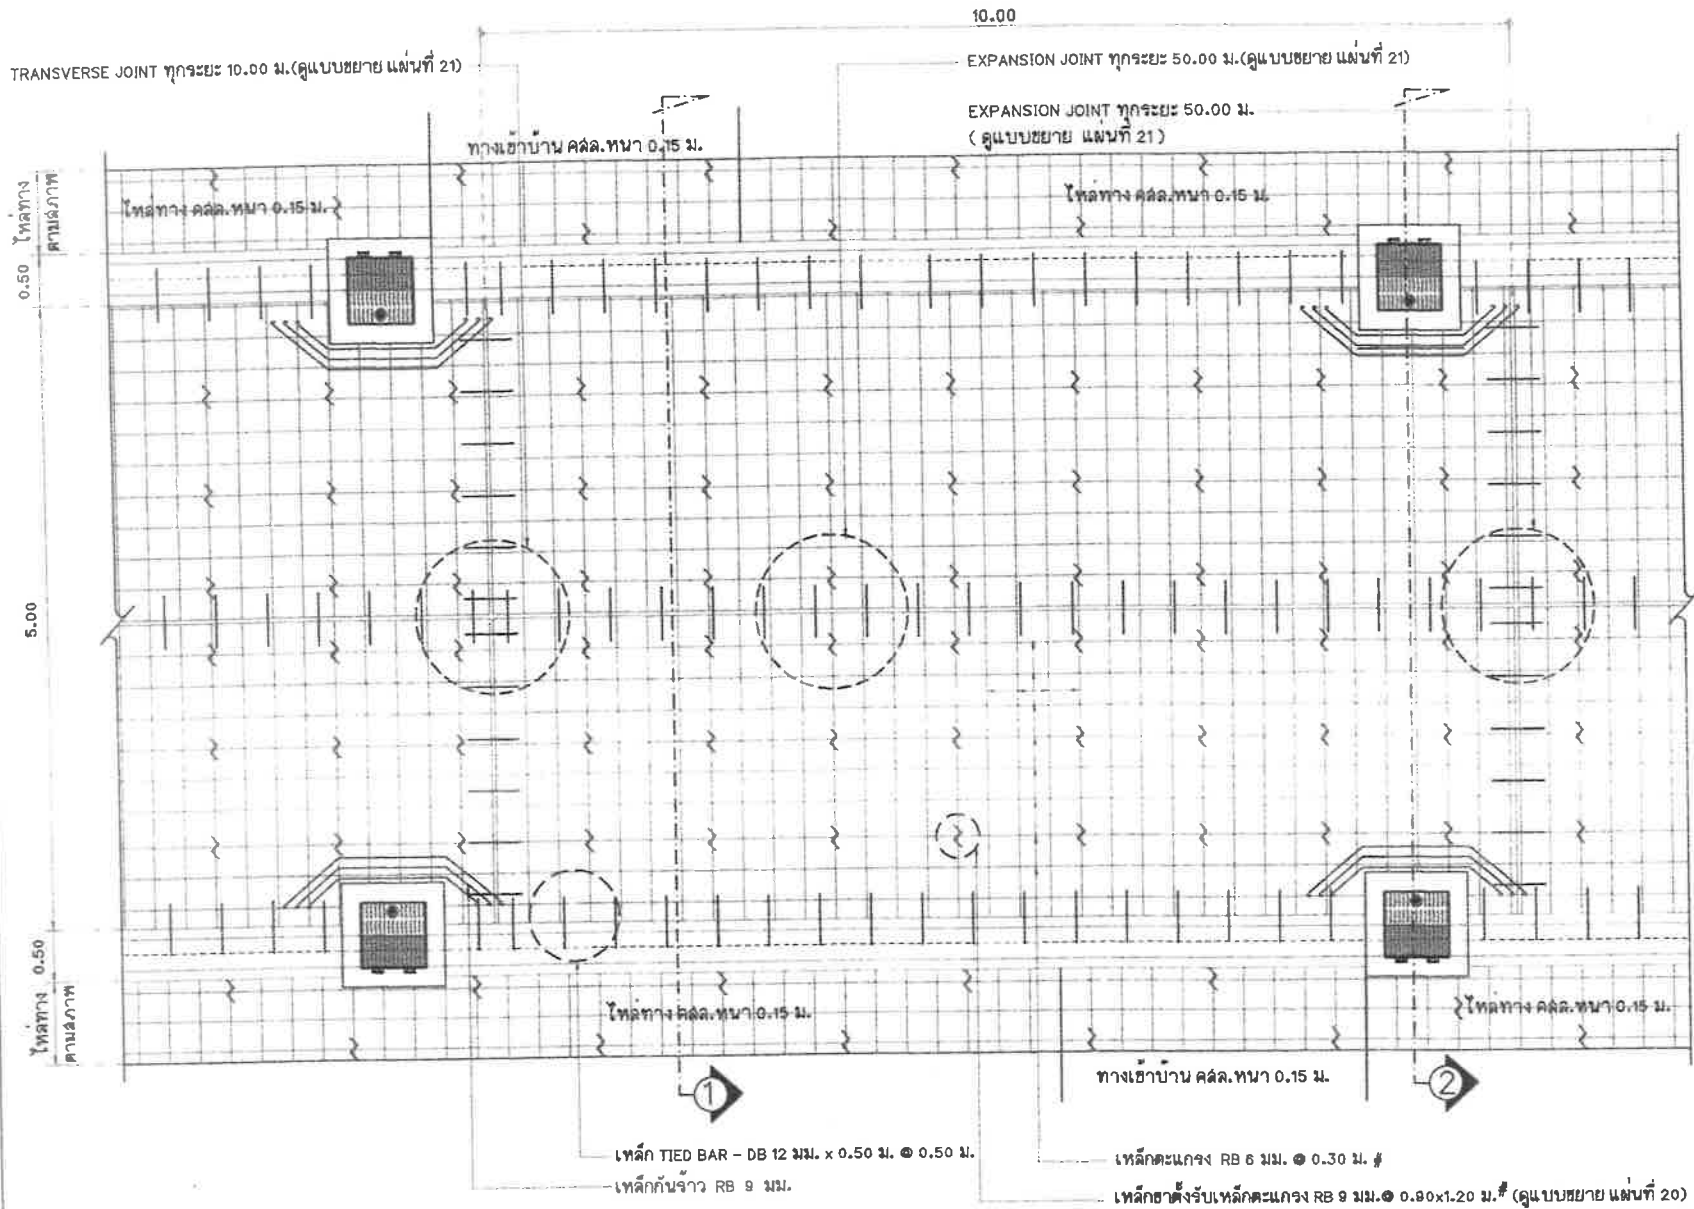 10.00
TRANSVERSE JOINT ทุกระยะ 10.00 ม.(ดูแบบขยาย แผ่นที่ 21)
EXPANSION JOINT ทุกระยะ 50.00 ม.(ดูแบบขยาย แผ่นที่ 21)
EXPANSION JOINT ทุกระยะ 50.00 ม.
( ดูแบบขยาย แผ่นที่ 21 )
ทางเข้าบ้าน คสล.หนา 0.15 ม.
ไหล่ทาง คสล.หนา 0.15 ม.
ไหล่ทาง คสล.หนา 0.15 ม.
ไหล่ทาง
ตามสภาพ
0.50
5.00
0.50
ไหล่ทาง
ตามสภาพ
ไหล่ทาง คสล.หนา 0.15 ม.
ไหล่ทาง คสล.หนา 0.15 ม.
ทางเข้าบ้าน คสล.หนา 0.15 ม.
1
2
เหล็ก TIED BAR - DB 12 มม. x 0.50 ม. @ 0.50 ม.
เหล็กกันร้าว RB 9 มม.
เหล็กตะแกรง RB 6 มม. @ 0.30 ม. #
เหล็กขาตั้งรับเหล็กตะแกรง RB 9 มม.@ 0.80x1.20 ม.# (ดูแบบขยาย แผ่นที่ 20)